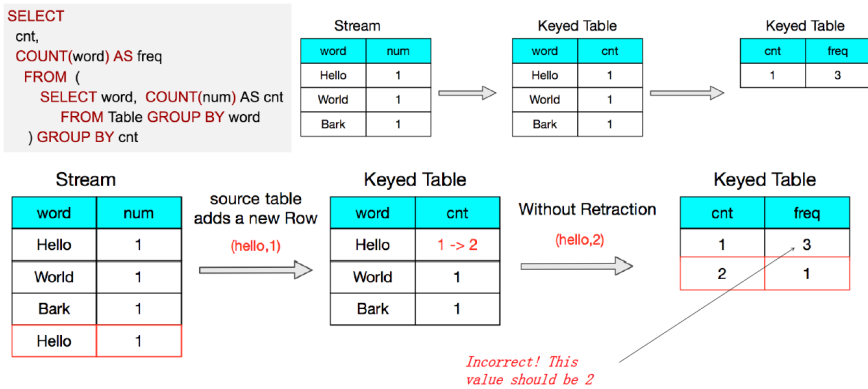 SELECT
cnt,
COUNT(word) AS freq
FROM (
SELECT word, COUNT(num) AS cnt
FROM Table GROUP BY word
) GROUP BY cnt
Stream
word num
Hello 1
World 1
Bark 1
Keyed Table
word cnt
Hello 1
World 1
Bark 1
Keyed Table
cnt freq
1 3
Stream
word num
Hello 1
World 1
Bark 1
Hello 1
source table
adds a new Row
(hello,1)
Keyed Table
word cnt
Hello 1 -> 2
World 1
Bark 1
Without Retraction
(hello,2)
Keyed Table
cnt freq
1 3
2 1
Incorrect! This
value should be 2